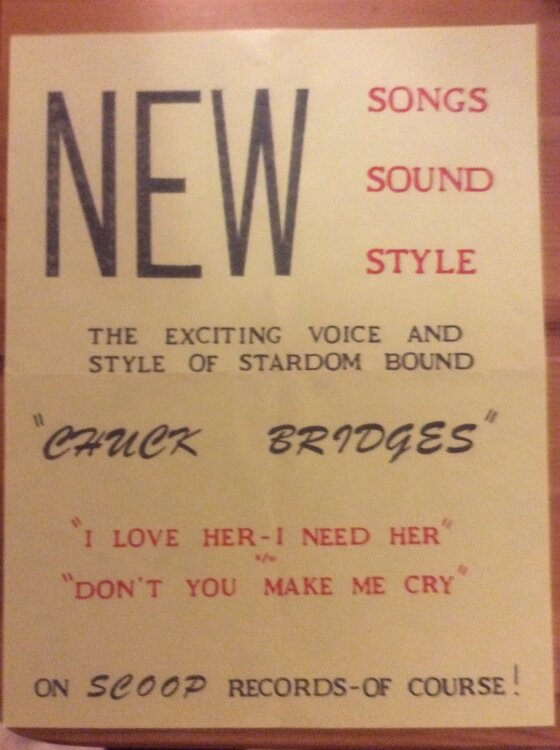 NEW
SONGS
SOUND
STYLE
THE EXCITING VOICE AND
STYLE OF STARDOM BOUND
"CHUCK BRIDGES"
"I LOVE HER-I NEED HER"
"DON'T YOU MAKE ME CRY"
ON SCOOP RECORDS-OF COURSE!